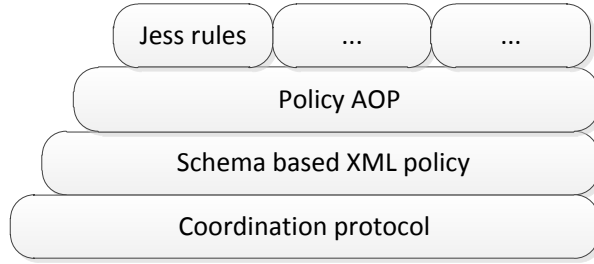 Jess rules
...
...
Policy AOP
Schema based XML policy
Coordination protocol